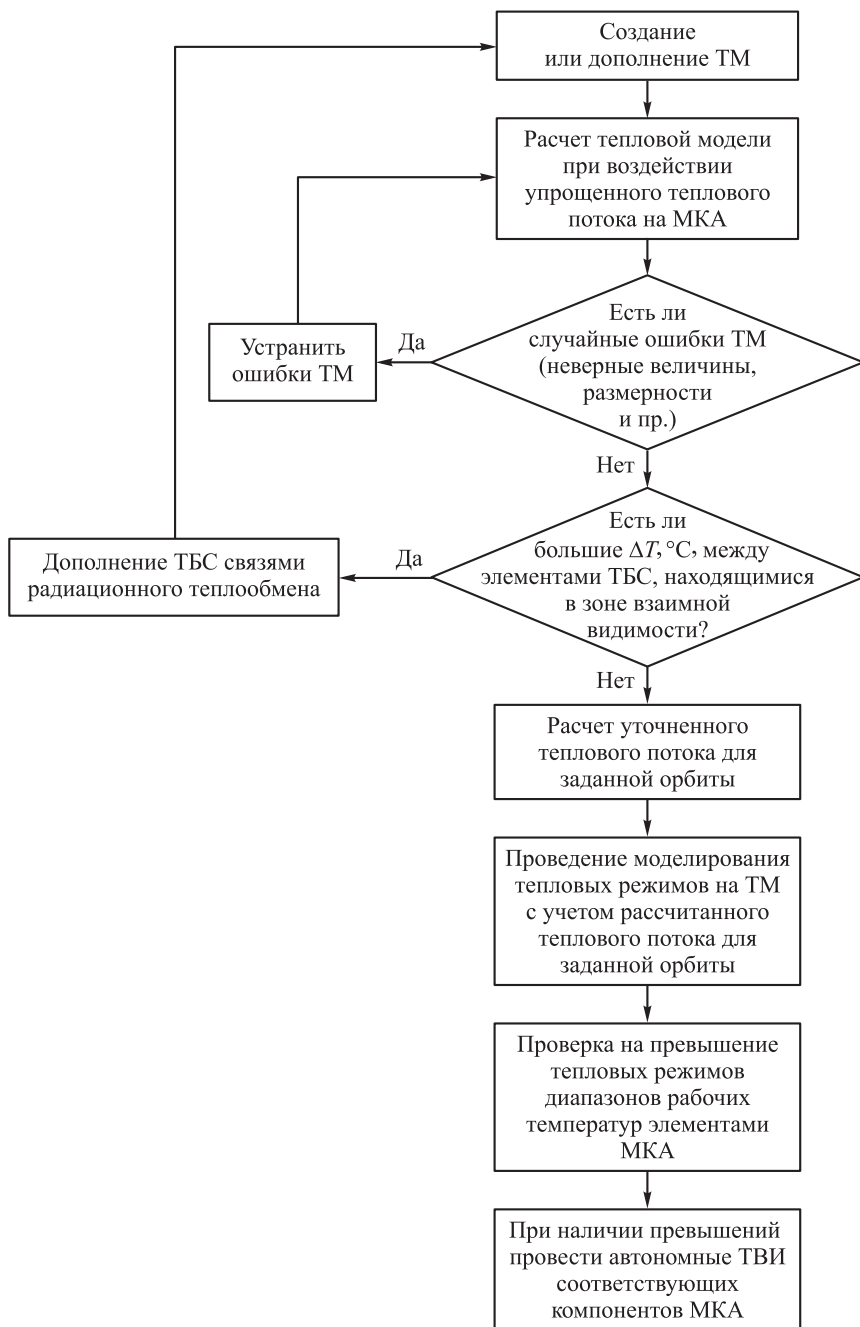 Создание
или дополнение ТМ
Расчет тепловой модели
при воздействии
упрощенного теплового
потока на МКА
Есть ли
случайные ошибки ТМ
(неверные величины,
размерности
и пр.)
Да
Устранить
ошибки ТМ
Нет
Есть ли
большие ΔT, °С, между
элементами ТБС, находящимися
в зоне взаимной
видимости?
Да
Дополнение ТБС связями
радиационного теплообмена
Нет
Расчет уточненного
теплового потока для
заданной орбиты
Проведение моделирования
тепловых режимов на ТМ
с учетом рассчитанного
теплового потока для
заданной орбиты
Проверка на превышение
тепловых режимов
диапазонов рабочих
температур элементами
МКА
При наличии превышений
провести автономные ТВИ
соответствующих
компонентов МКА